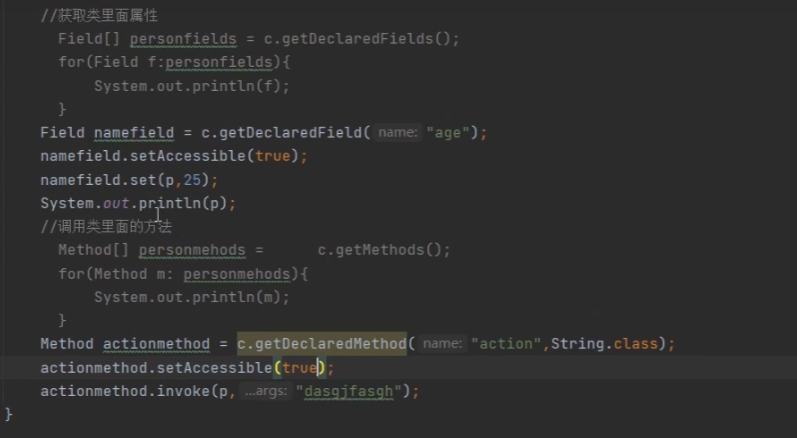 //获取类里面属性
Field[] personfields = c.getDeclaredFields();
for(Field f:personfields){
System.out.println(f);
}
Field namefield = c.getDeclaredField( name: "age");
namefield.setAccessible(true);
namefield.set(p,25);
System.out.println(p);
//调用类里面的方法
Method[] personmehods = c.getMethods();
for(Method m: personmehods){
System.out.println(m);
}
Method actionmethod = c.getDeclaredMethod( name: "action",String.class);
actionmethod.setAccessible(true);
actionmethod.invoke(p, ...args: "dasgjfasgh");
}